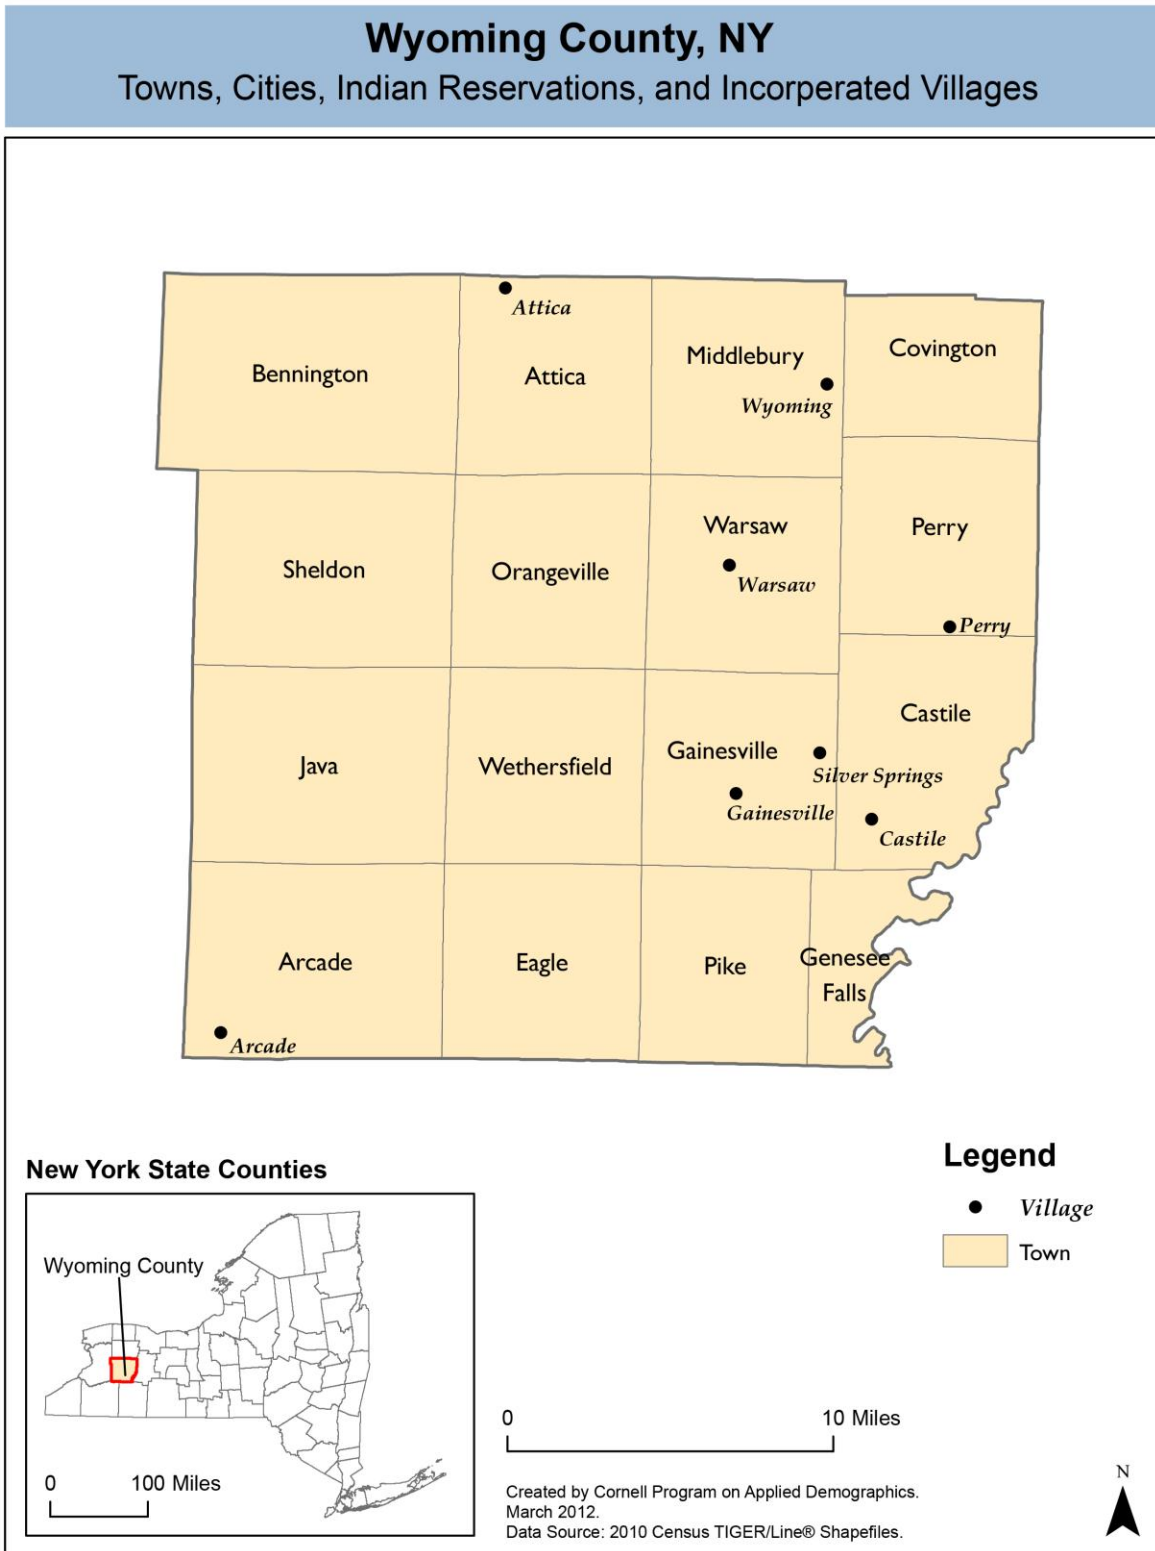 Wyoming County, NY
Towns, Cities, Indian Reservations, and Incorperated Villages
Attica
Bennington
Attica
Middlebury
Wyoming
Covington
Sheldon
Orangeville
Warsaw
Warsaw
Perry
Perry
Java
Wethersfield
Gainesville
Gainesville
Silver Springs
Castile
Castile
Arcade
Arcade
Eagle
Pike
Genesee
Falls
New York State Counties
Wyoming County
0 100 Miles
Legend
Village
Town
0 10 Miles
Created by Cornell Program on Applied Demographics.
March 2012.
Data Source: 2010 Census TIGER/Line® Shapefiles.
N